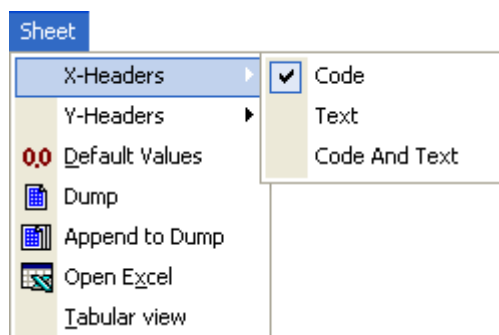 Sheet
X-Headers
Code
Y-Headers
Text
0,0 Default Values
Code And Text
Dump
Append to Dump
Open Excel
Tabular view